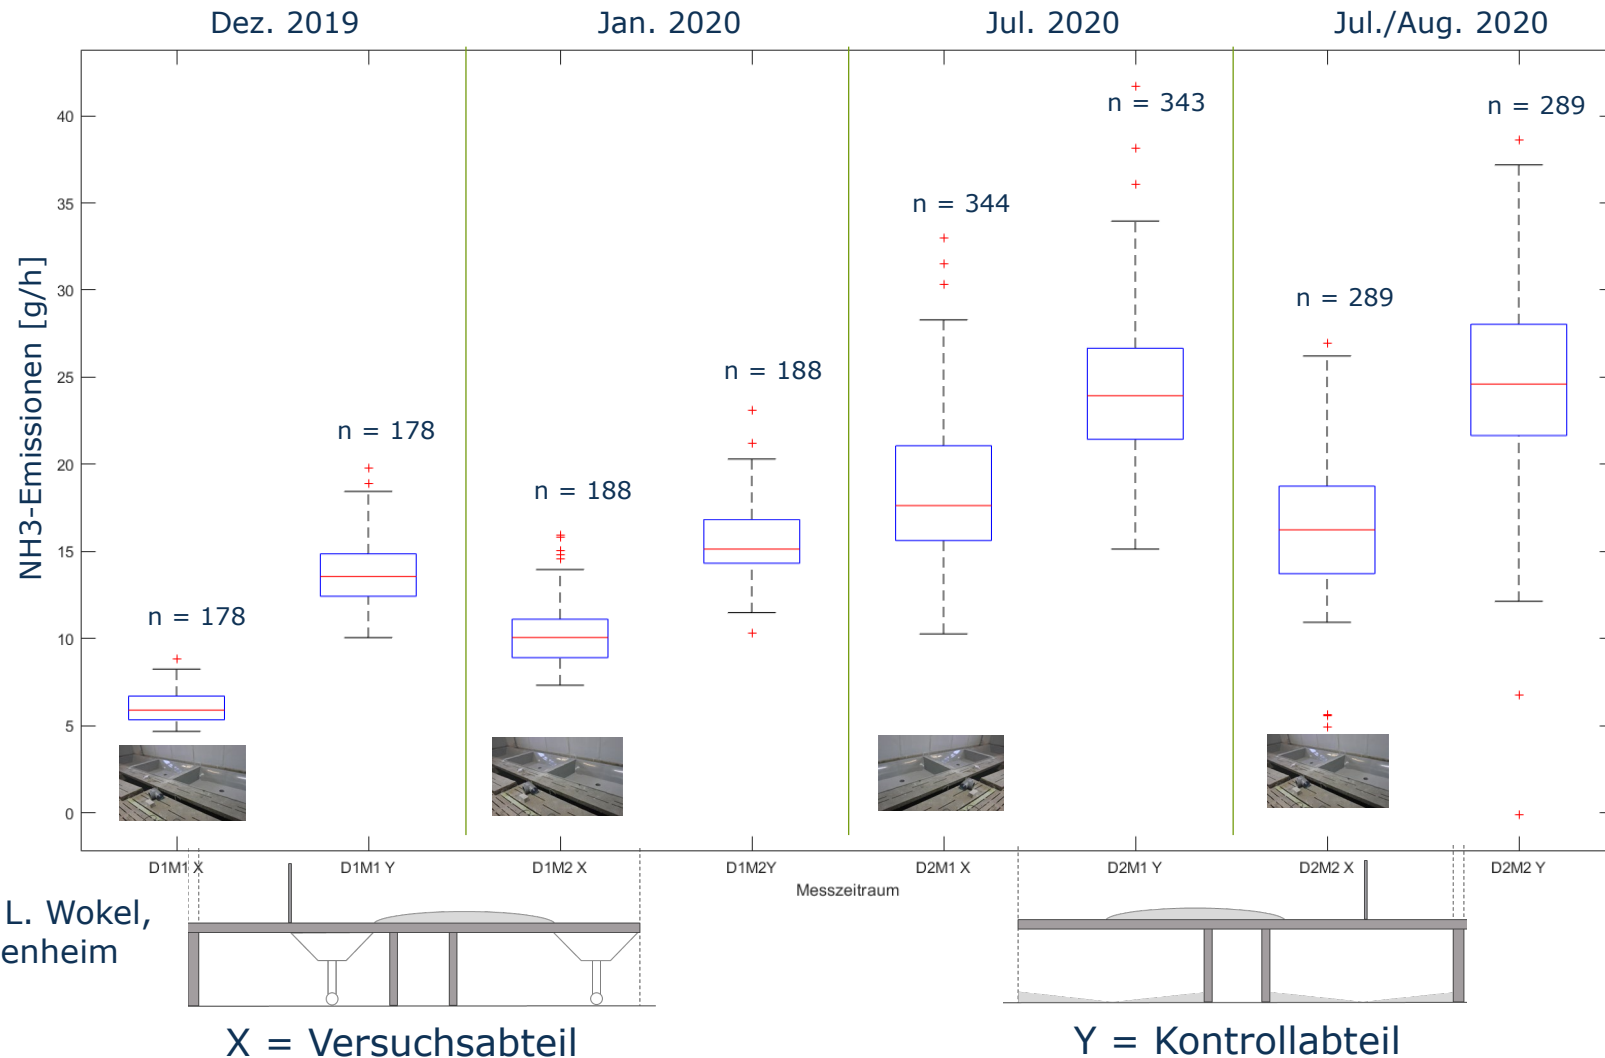 Dez. 2019
Jan. 2020
Jul. 2020
Jul./Aug. 2020
NH3-Emissionen [g/h]
40
35
30
25
20
15
10
5
0
n = 178
n = 178
n = 188
n = 188
n = 344
n = 343
n = 289
n = 289
D1M1 X
D1M1 Y
D1M2 X
D1M2Y
D2M1 X
D2M1 Y
D2M2 X
D2M2 Y
Messzeitraum
L. Wokel,
enheim
X = Versuchsabteil
Y = Kontrollabteil